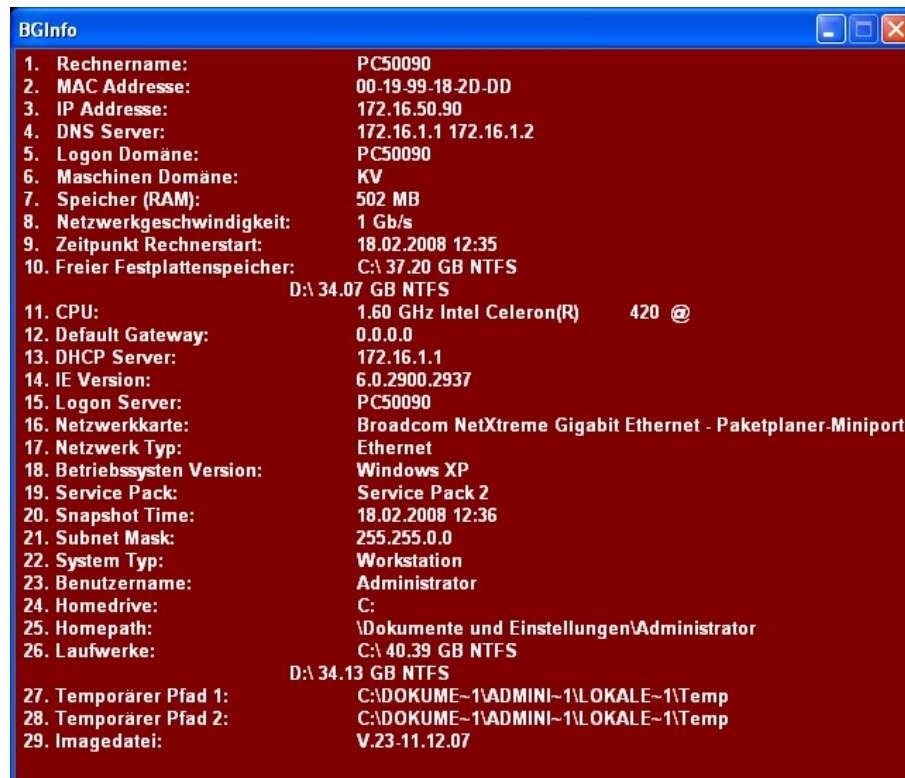 BGInfo
1. Rechnername: PC50090
2. MAC Addresse: 00-19-99-18-2D-DD
3. IP Addresse: 172.16.50.90
4. DNS Server: 172.16.1.1 172.16.1.2
5. Logon Domäne: PC50090
6. Maschinen Domäne: KV
7. Speicher (RAM): 502 MB
8. Netzwerkgeschwindigkeit: 1 Gb/s
9. Zeitpunkt Rechnerstart: 18.02.2008 12:35
10. Freier Festplattenspeicher: C:\ 37.20 GB NTFS
D:\ 34.07 GB NTFS
11. CPU: 1.60 GHz Intel Celeron(R) 420 @
12. Default Gateway: 0.0.0.0
13. DHCP Server: 172.16.1.1
14. IE Version: 6.0.2900.2937
15. Logon Server: PC50090
16. Netzwerkkarte: Broadcom NetXtreme Gigabit Ethernet - Paketplaner-Miniport
17. Netzwerk Typ: Ethernet
18. Betriebssysten Version: Windows XP
19. Service Pack: Service Pack 2
20. Snapshot Time: 18.02.2008 12:36
21. Subnet Mask: 255.255.0.0
22. System Typ: Workstation
23. Benutzername: Administrator
24. Homedrive: C:
25. Homepath: \Dokumente und Einstellungen\Administrator
26. Laufwerke: C:\ 40.39 GB NTFS
D:\ 34.13 GB NTFS
27. Temporärer Pfad 1: C:\DOKUME~1\ADMINI~1\LOKALE~1\Temp
28. Temporärer Pfad 2: C:\DOKUME~1\ADMINI~1\LOKALE~1\Temp
29. Imagedatei: V.23-11.12.07